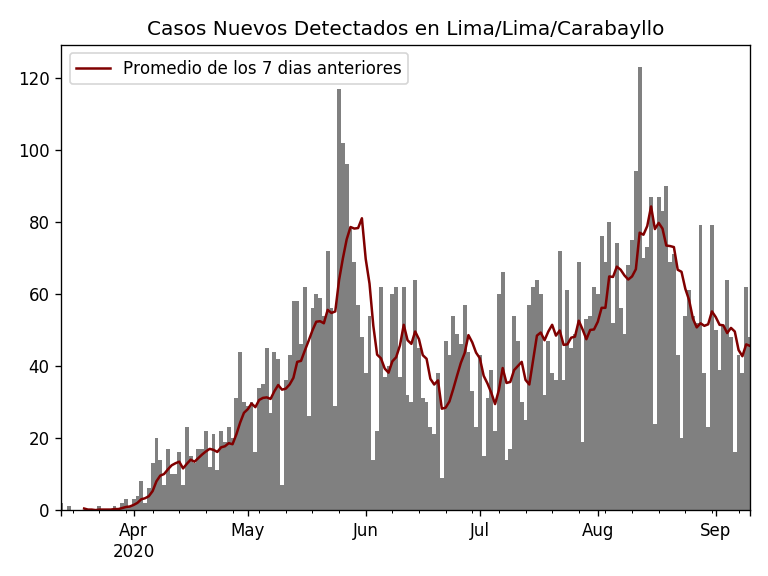 Casos Nuevos Detectados en Lima/Lima/Carabayllo
Promedio de los 7 dias anteriores
120
100
80
60
40
20
0
Apr May Jun Jul Aug Sep
2020